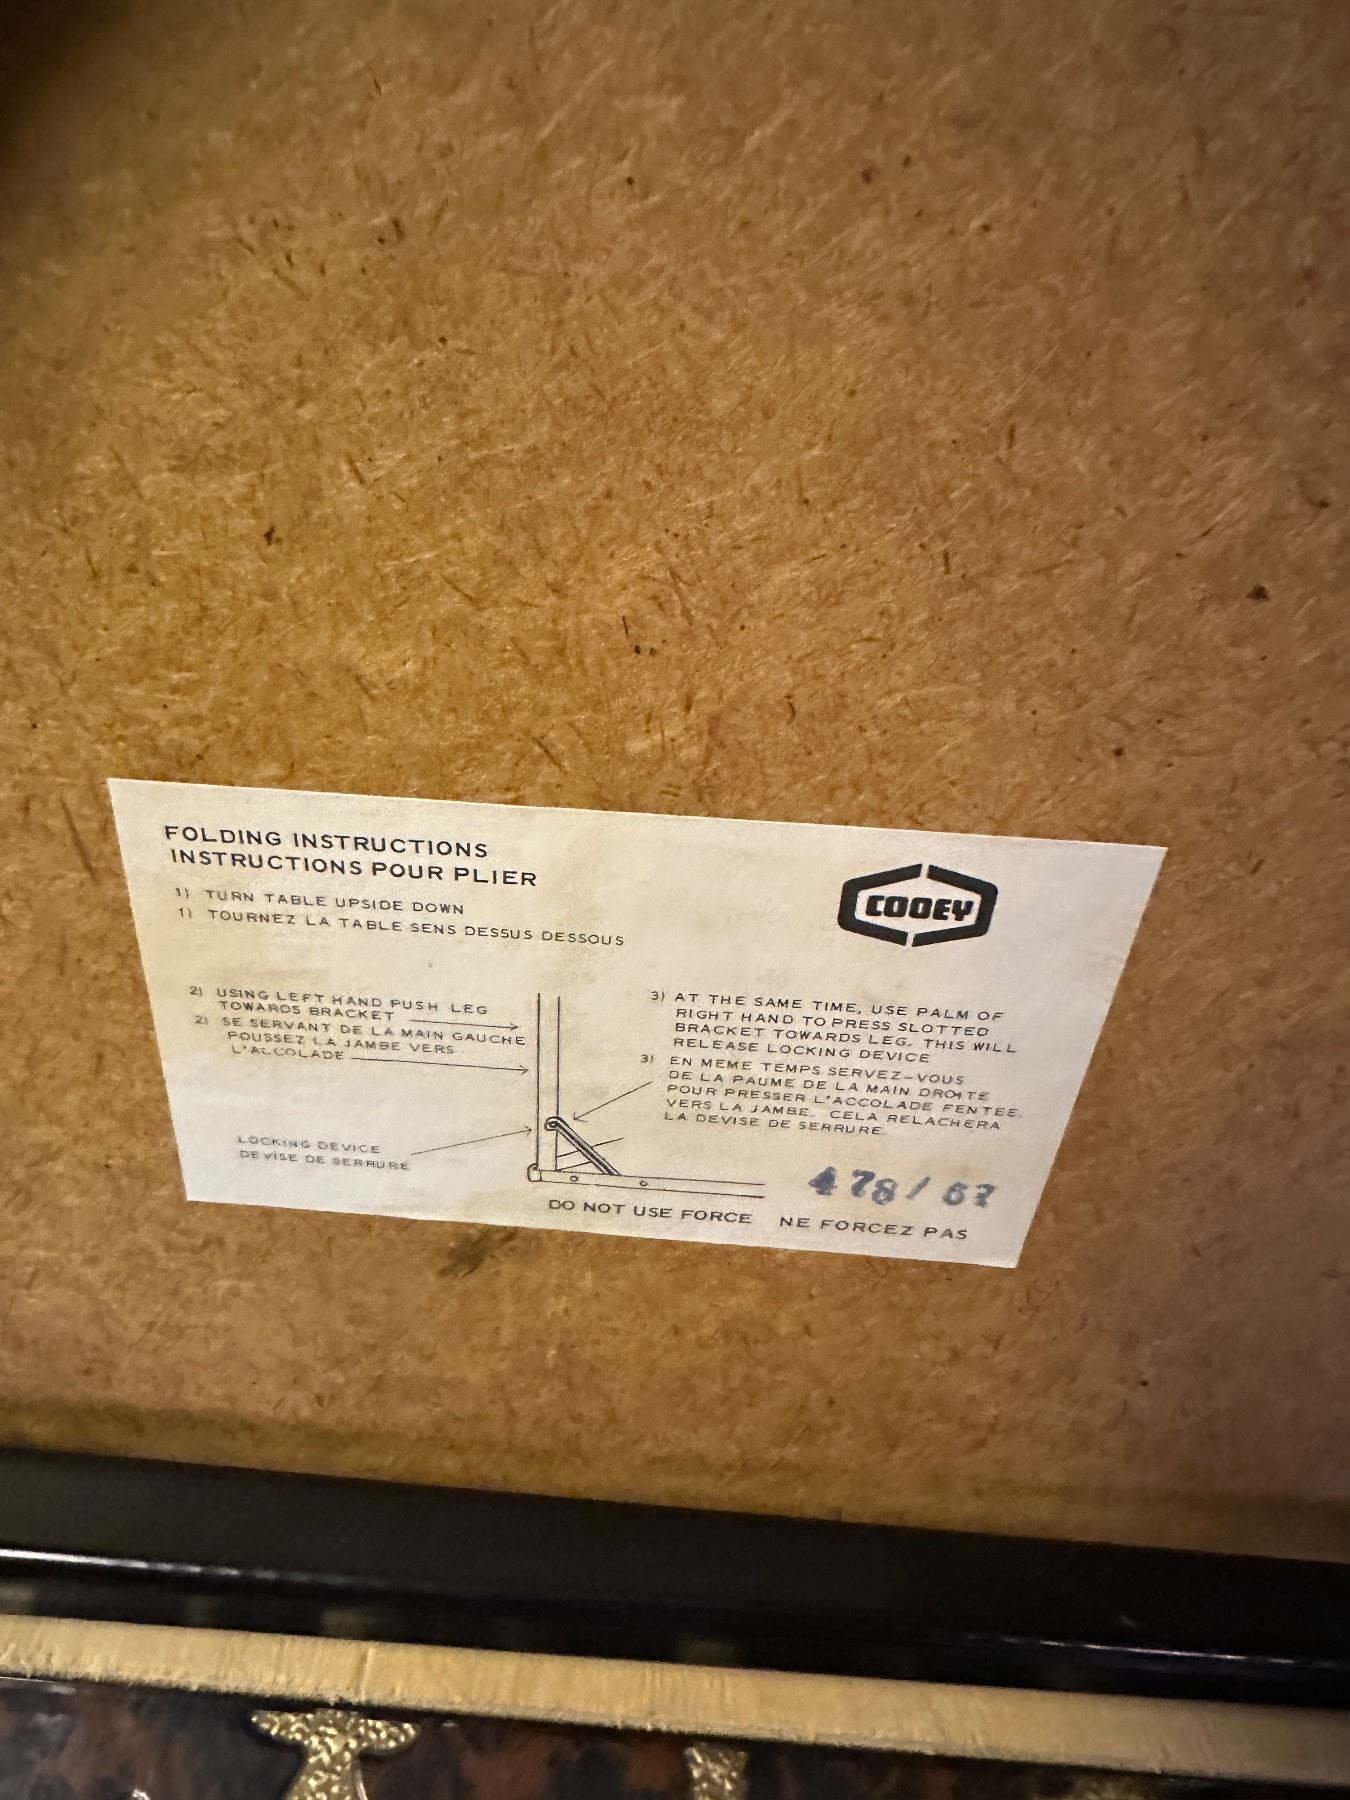 FOLDING INSTRUCTIONS
INSTRUCTIONS POUR PLIER
COOEY
1) TURN TABLE UPSIDE DOWN
1) TOURNEZ LA TABLE SENS DESSUS DESSOUS
2) USING LEFT HAND PUSH LEG
TOWARDS BRACKET
2) SE SERVANT DE LA MAIN GAUCHE
POUSSEZ LA JAMBE VERS
L'ACCOLADE
3) AT THE SAME TIME, USE PALM OF
RIGHT HAND TO PRESS SLOTTED
BRACKET TOWARDS LEG. THIS WILL
RELEASE LOCKING DEVICE
3) EN MEME TEMPS SERVEZ-VOUS
DE LA PAUME DE LA MAIN DROITE
POUR PRESSER L'ACCOLADE FENTEE.
VERS LA JAMBE. CELA RELACHERA
LA DEVISE DE SERRURE.
LOCKING DEVICE
DEVISE DE SERRURE
478/
DO NOT USE FORCE NE FORCEZ PAS